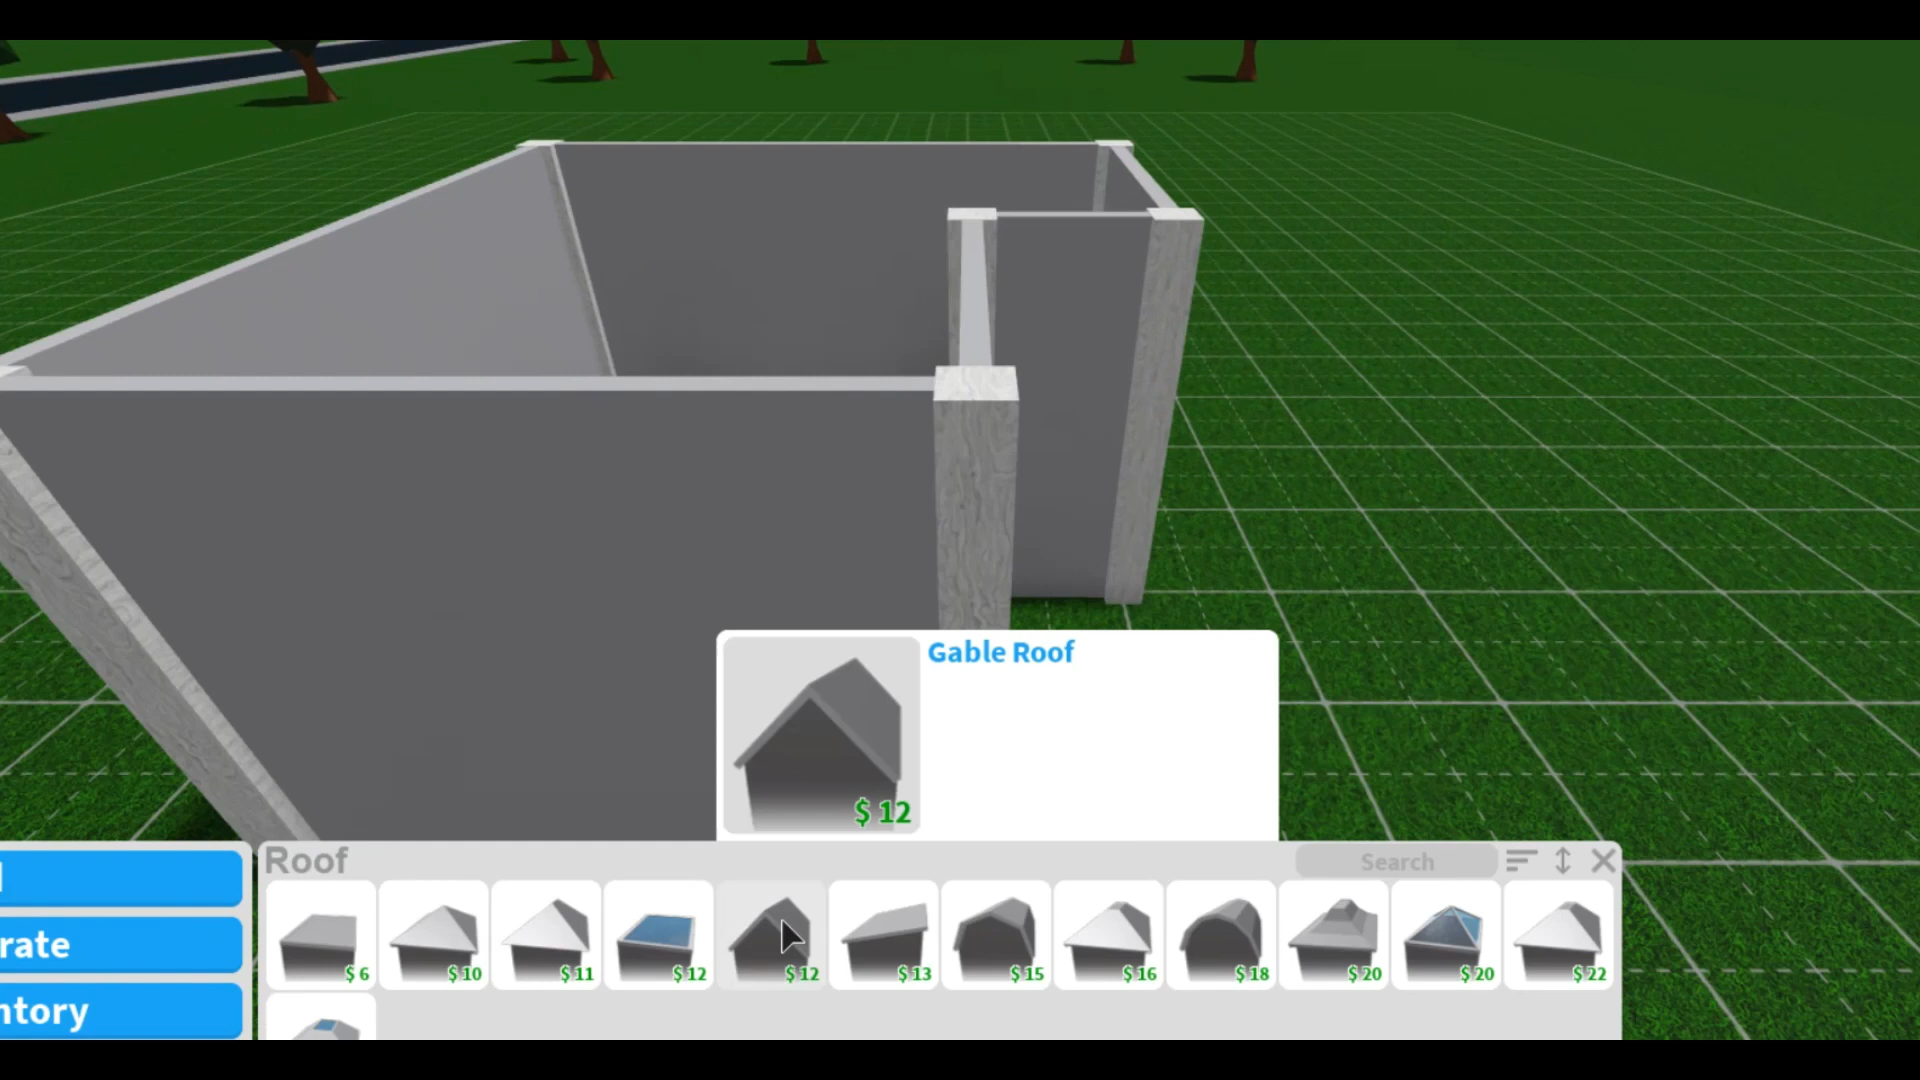 Gable Roof
$ 12
Roof
Search
$ 6
$ 10
$ 11
$ 12
$ 12
$ 13
$ 15
$ 16
$ 18
$ 20
$ 20
$ 22
rate
ntory